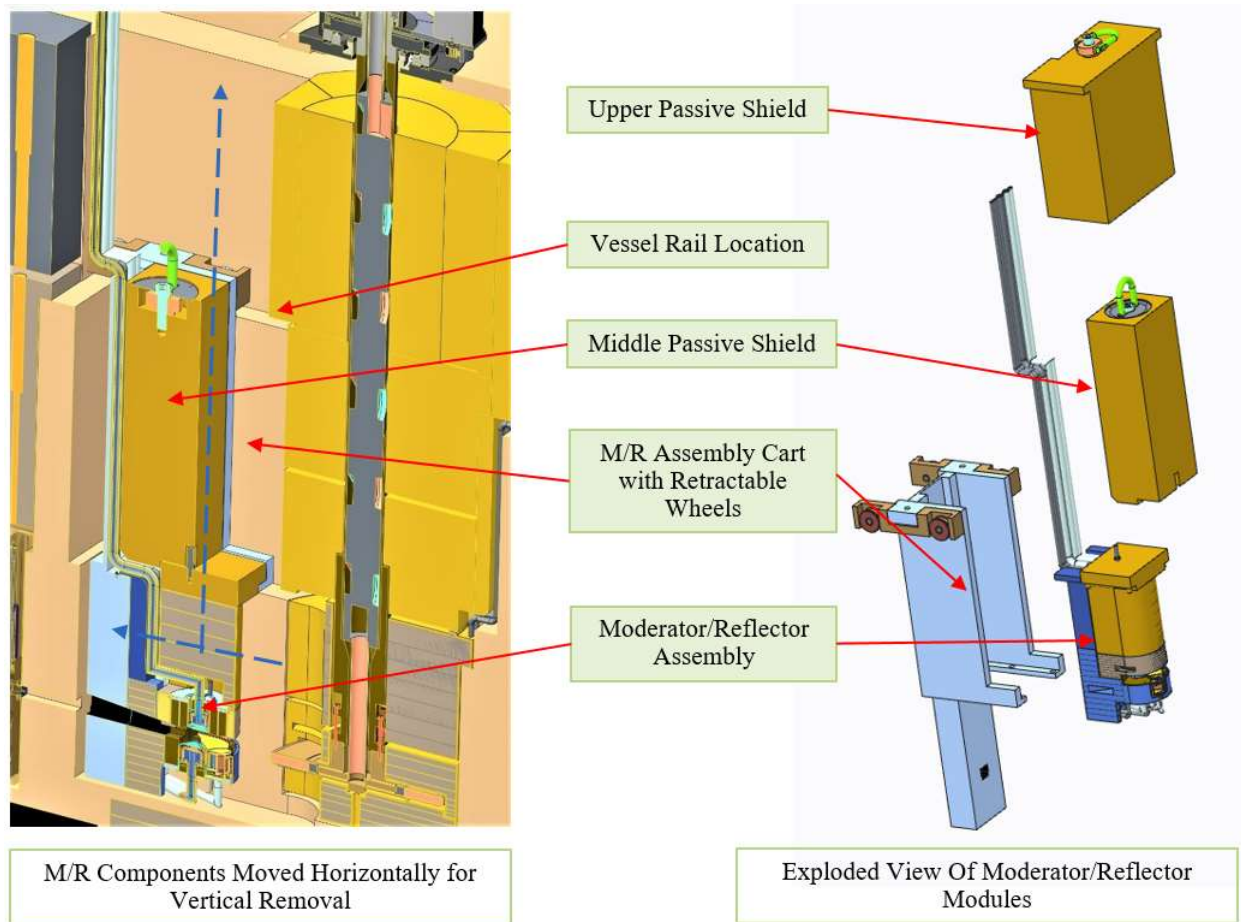 Upper Passive Shield
Vessel Rail Location
Middle Passive Shield
M/R Assembly Cart
with Retractable
Wheels
Moderator/Reflector
Assembly
M/R Components Moved Horizontally for
Vertical Removal
Exploded View Of Moderator/Reflector
Modules